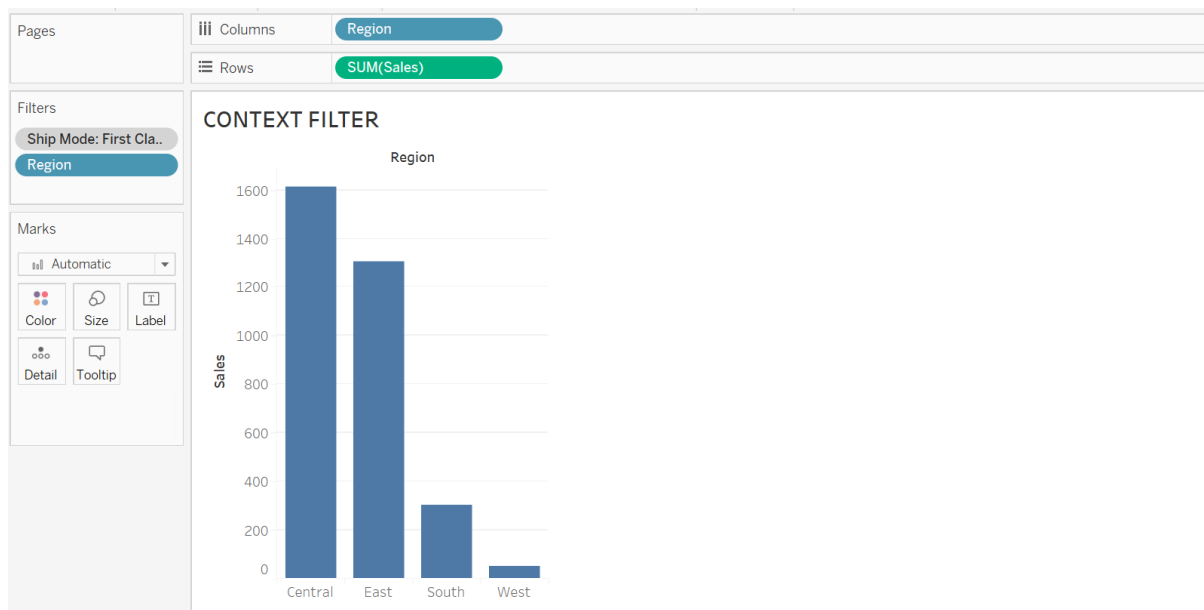 Pages
Columns
Region
Rows
SUM(Sales)
Filters
Ship Mode: First Cla..
Region
Marks
Automatic
Color
Size
T
Label
Detail
Tooltip
CONTEXT FILTER
Region
Sales
1600
1400
1200
1000
800
600
400
200
0
Central East South West